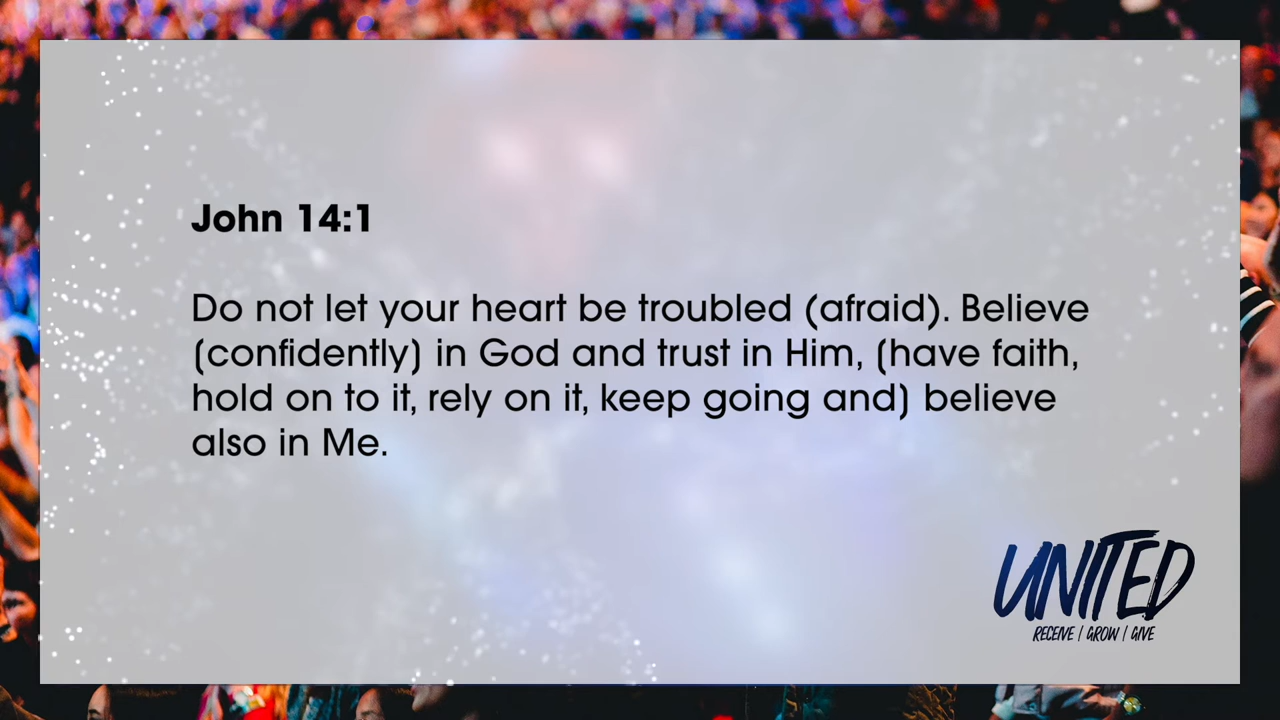 John 14:1
Do not let your heart be troubled (afraid). Believe
(confidently) in God and trust in Him, (have faith,
hold on to it, rely on it, keep going and) believe
also in Me.
UNITED
RECEIVE / GROW / GIVE